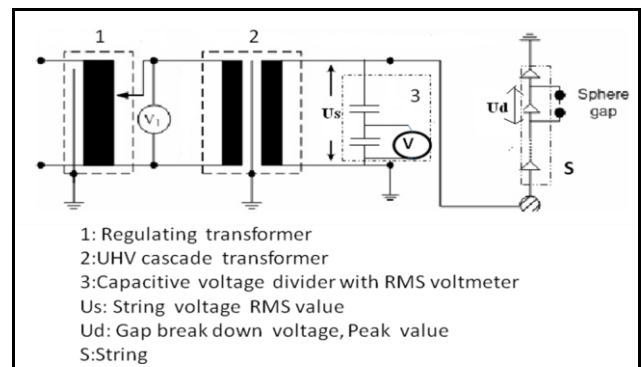 1
2
V1
Us
3
V
Ud
Sphere
gap
S
1: Regulating transformer
2:UHV cascade transformer
3:Capacitive voltage divider with RMS voltmeter
Us: String voltage RMS value
Ud: Gap break down voltage, Peak value
S:String